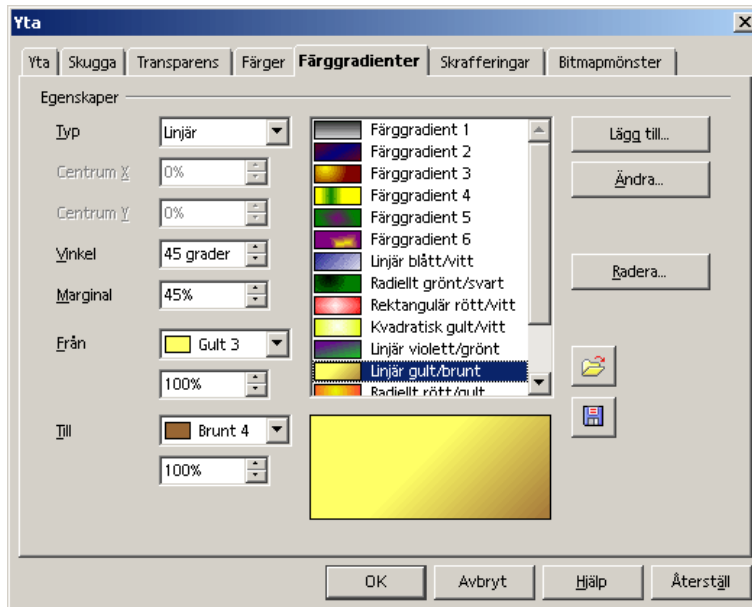 Yta
Yta Skugga Transparens Färger Färggradienter Skrafferingar Bitmapmönster
Egenskaper
Typ Linjär
Centrum X 0%
Centrum Y 0%
Vinkel 45 grader
Marginal 45%
Från Gult 3
100%
Till Brunt 4
100%
Färggradient 1
Färggradient 2
Färggradient 3
Färggradient 4
Färggradient 5
Färggradient 6
Linjär blått/vitt
Radiellt grönt/svart
Rektangulär rött/vitt
Kvadratisk gult/vitt
Linjär violett/grönt
Linjär gult/brunt
Radiellt rött/gult
Lägg till...
Ändra...
Radera...
OK Avbryt Hjälp Återställ